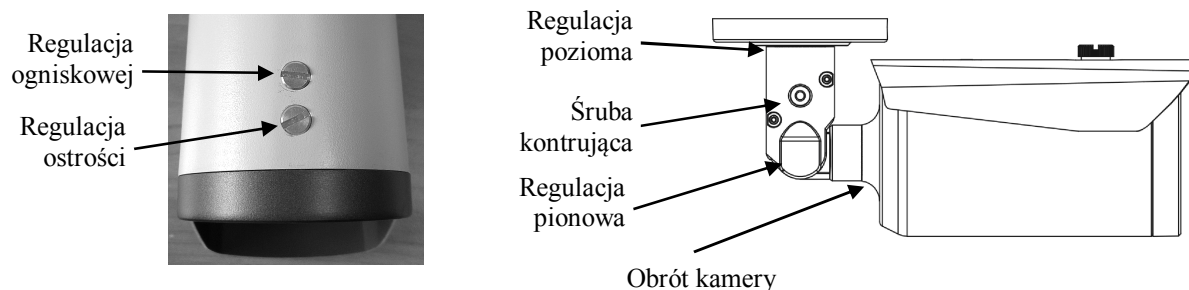 Regulacja
ogniskowej
Regulacja
ostrości
Regulacja
pozioma
Śruba
kontrująca
Regulacja
pionowa
Obrót kamery